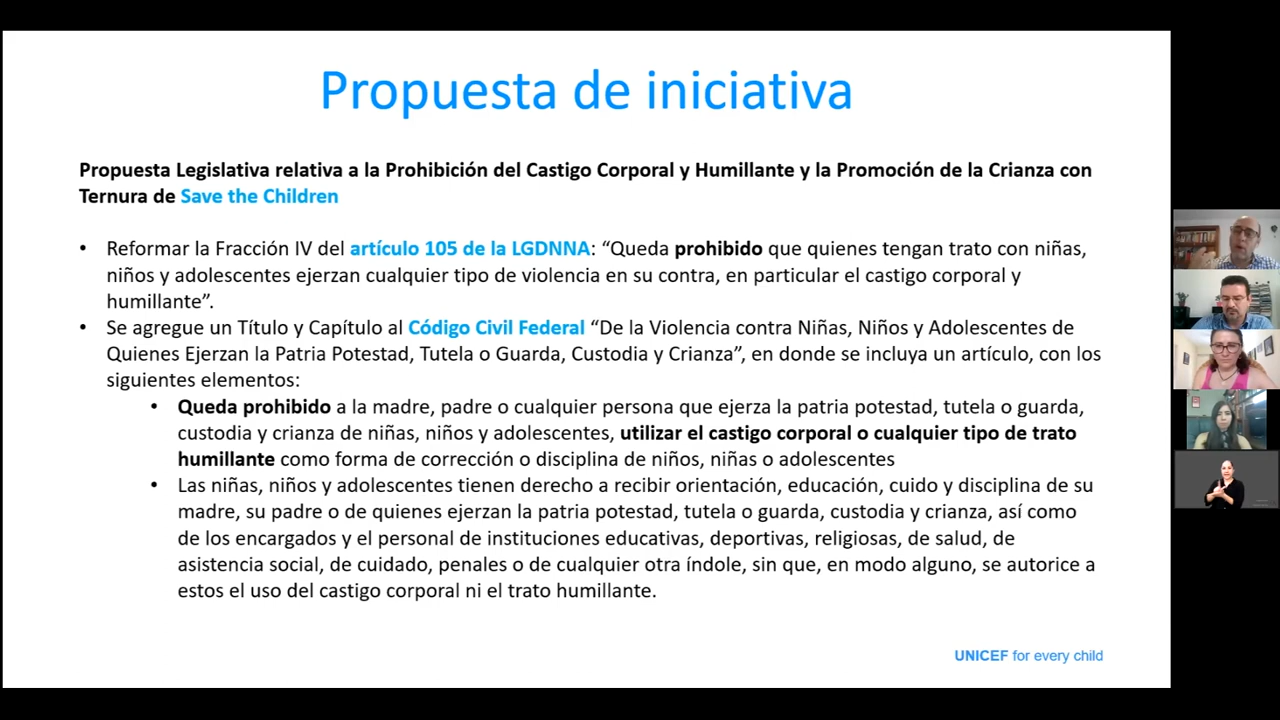 Propuesta de iniciativa
Propuesta Legislativa relativa a la Prohibición del Castigo Corporal y Humillante y la Promoción de la Crianza con
Ternura de Save the Children
• Reformar la Fracción IV del artículo 105 de la LGDNNA: “Queda prohibido que quienes tengan trato con niñas,
niños y adolescentes ejerzan cualquier tipo de violencia en su contra, en particular el castigo corporal y
humillante”.
• Se agregue un Título y Capítulo al Código Civil Federal “De la Violencia contra Niñas, Niños y Adolescentes de
Quienes Ejerzan la Patria Potestad, Tutela o Guarda, Custodia y Crianza”, en donde se incluya un artículo, con los
siguientes elementos:
• Queda prohibido a la madre, padre o cualquier persona que ejerza la patria potestad, tutela o guarda,
custodia y crianza de niñas, niños y adolescentes, utilizar el castigo corporal o cualquier tipo de trato
humillante como forma de corrección o disciplina de niños, niñas o adolescentes
• Las niñas, niños y adolescentes tienen derecho a recibir orientación, educación, cuido y disciplina de su
madre, su padre o de quienes ejerzan la patria potestad, tutela o guarda, custodia y crianza, así como
de los encargados y el personal de instituciones educativas, deportivas, religiosas, de salud, de
asistencia social, de cuidado, penales o de cualquier otra índole, sin que, en modo alguno, se autorice a
estos el uso del castigo corporal ni el trato humillante.
UNICEF for every child